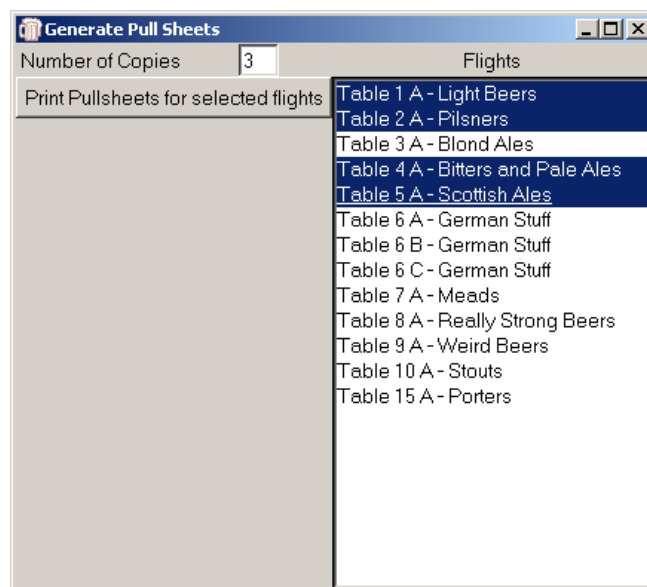 Generate Pull Sheets
Number of Copies 3 Flights
Print Pullsheets for selected flights
Table 1 A - Light Beers
Table 2 A - Pilsners
Table 3 A - Blond Ales
Table 4 A - Bitters and Pale Ales
Table 5 A - Scottish Ales
Table 6 A - German Stuff
Table 6 B - German Stuff
Table 6 C - German Stuff
Table 7 A - Meads
Table 8 A - Really Strong Beers
Table 9 A - Weird Beers
Table 10 A - Stouts
Table 15 A - Porters